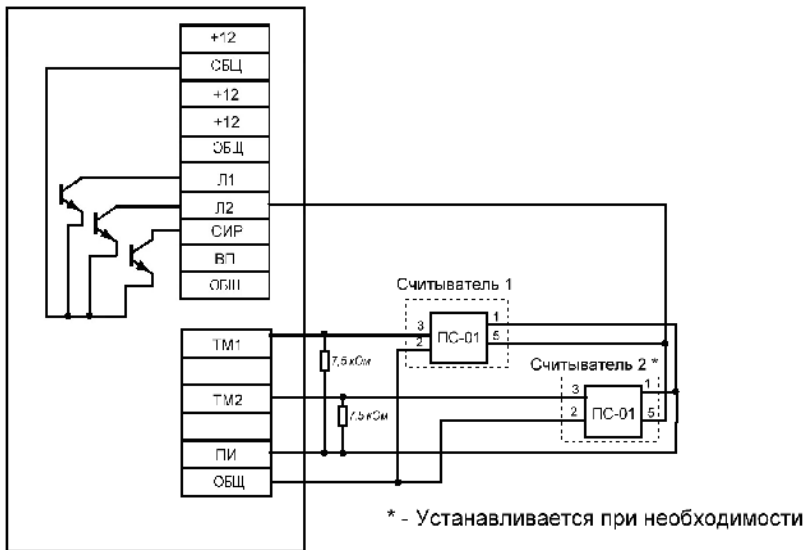 +12
ОБЩ
+12
+12
ОБЩ
Л1
Л2
СИР
ВП
ОБЩ
Считыватель 1
3
2
ПС-01
1
5
ТМ1
7,5 кОм
Считыватель 2 *
ТМ2
7,5 кОм
3
2
ПС-01
1
5
ПИ
ОБЩ
* - Устанавливается при необходимости